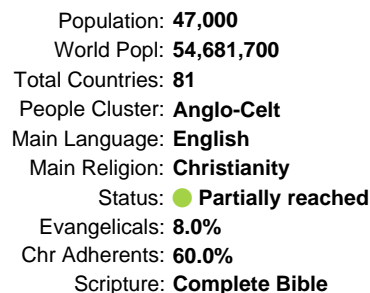 Population: 47,000
World Popl: 54,681,700
Total Countries: 81
People Cluster: Anglo-Celt
Main Language: English
Main Religion: Christianity
Status: Partially reached
Evangelicals: 8.0%
Chr Adherents: 60.0%
Scripture: Complete Bible